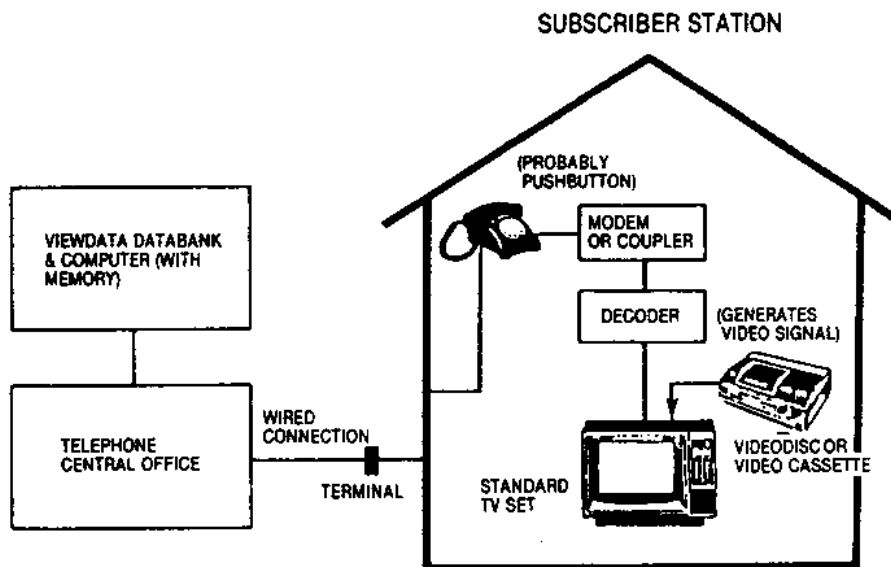 SUBSCRIBER STATION
(PROBABLY
PUSHBUTTON)
MODEM
OR COUPLER
VIEWDATA DATABANK
& COMPUTER (WITH
MEMORY)
DECODER
(GENERATES
VIDEO SIGNAL)
TELEPHONE
CENTRAL OFFICE
WIRED
CONNECTION
TERMINAL
STANDARD
TV SET
VIDEODISC OR
VIDEO CASSETTE